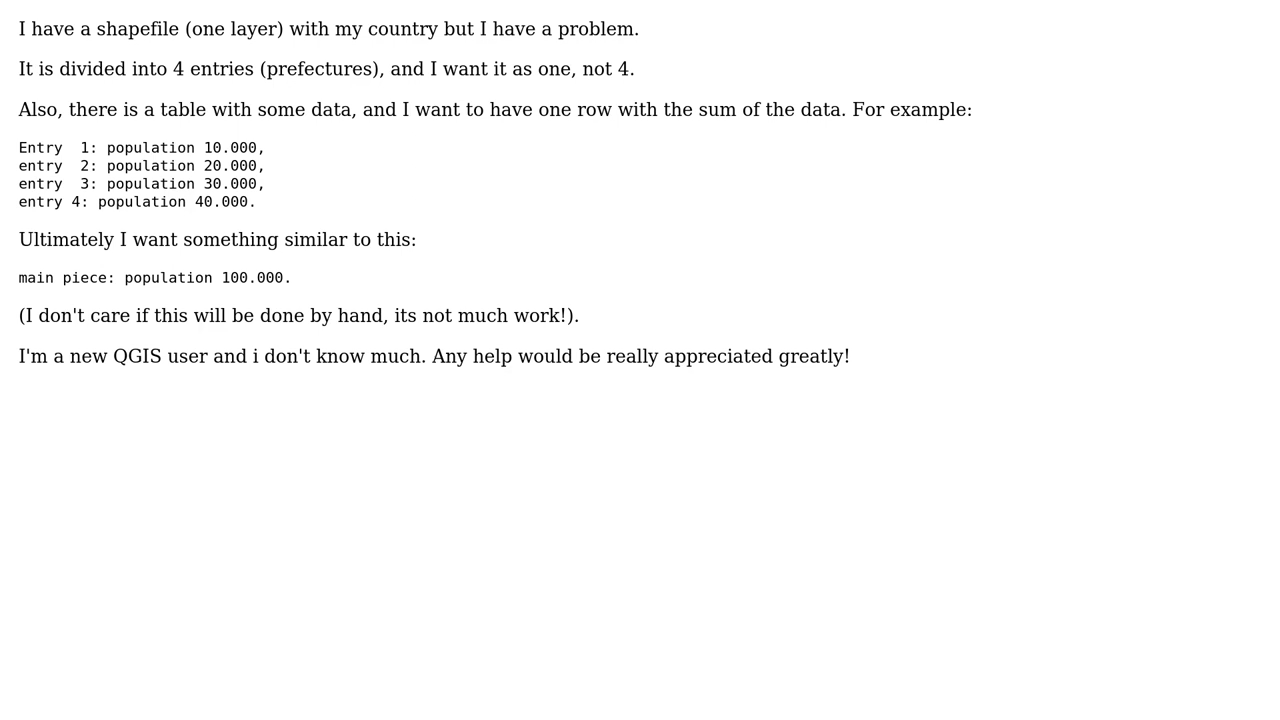 I have a shapefile (one layer) with my country but I have a problem.
It is divided into 4 entries (prefectures), and I want it as one, not 4.
Also, there is a table with some data, and I want to have one row with the sum of the data. For example:
Entry  1: population 10.000,
entry  2: population 20.000,
entry  3: population 30.000,
entry 4: population 40.000.
Ultimately I want something similar to this:
main piece: population 100.000.
(I don't care if this will be done by hand, its not much work!).
I'm a new QGIS user and i don't know much. Any help would be really appreciated greatly!